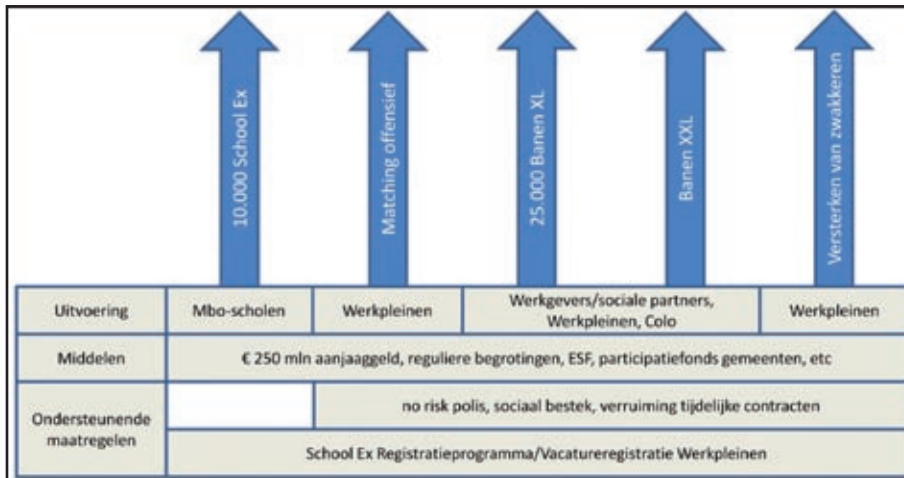 10.000 School Ex
Matching offensief
25.000 Banen XL
Banen XXL
Versterken van zwakkeren
Uitvoering
Mbo-scholen
Werkpleinen
Werkgevers/sociale partners,
Werkpleinen, Colo
Werkpleinen
Middelen
€ 250 mln aanjaaggeld, reguliere begrotingen, ESF, participatiefonds gemeenten, etc
Ondersteunende
maatregelen
no risk polis, sociaal bestek, verruiming tijdelijke contracten
School Ex Registratieprogramma/Vacatureregistratie Werkpleinen